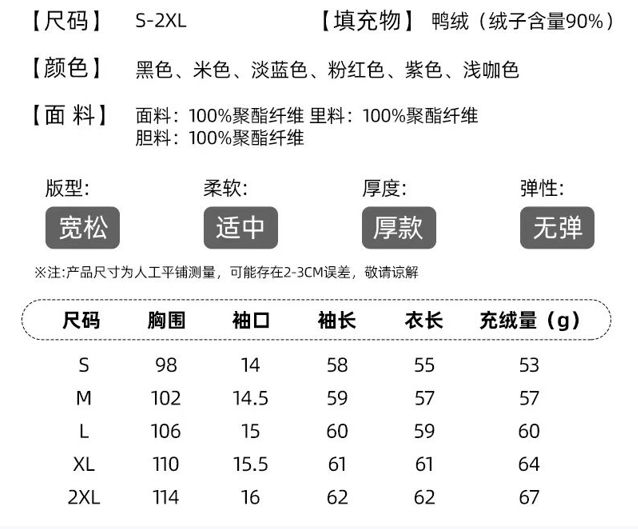 【尺码】 S-2XL 【填充物】 鸭绒（绒子含量90%）
【颜色】 黑色、米色、淡蓝色、粉红色、紫色、浅咖色
【面 料】 面料：100%聚酯纤维 里料：100%聚酯纤维
胆料：100%聚酯纤维
版型： 柔软： 厚度： 弹性：
宽松 适中 厚款 无弹
※注:产品尺寸为人工平铺测量，可能存在2-3CM误差，敬请谅解
尺码 胸围 袖口 袖长 衣长 充绒量（g）
S 98 14 58 55 53
M 102 14.5 59 57 57
L 106 15 60 59 60
XL 110 15.5 61 61 64
2XL 114 16 62 62 67